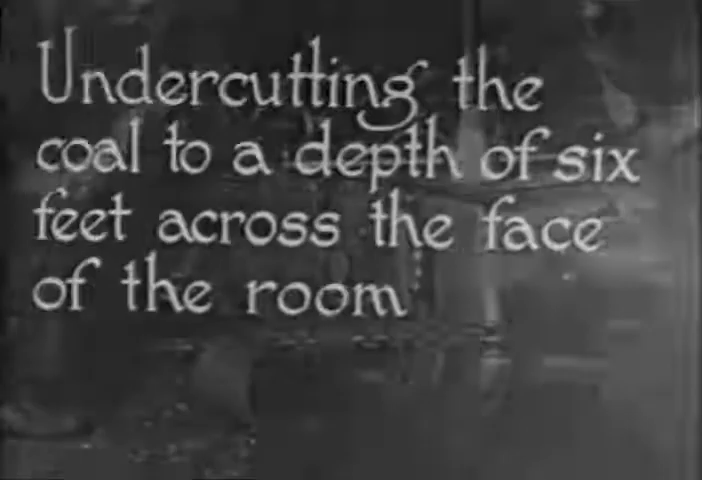 Undercutting the
coal to a depth of six
feet across the face
of the room